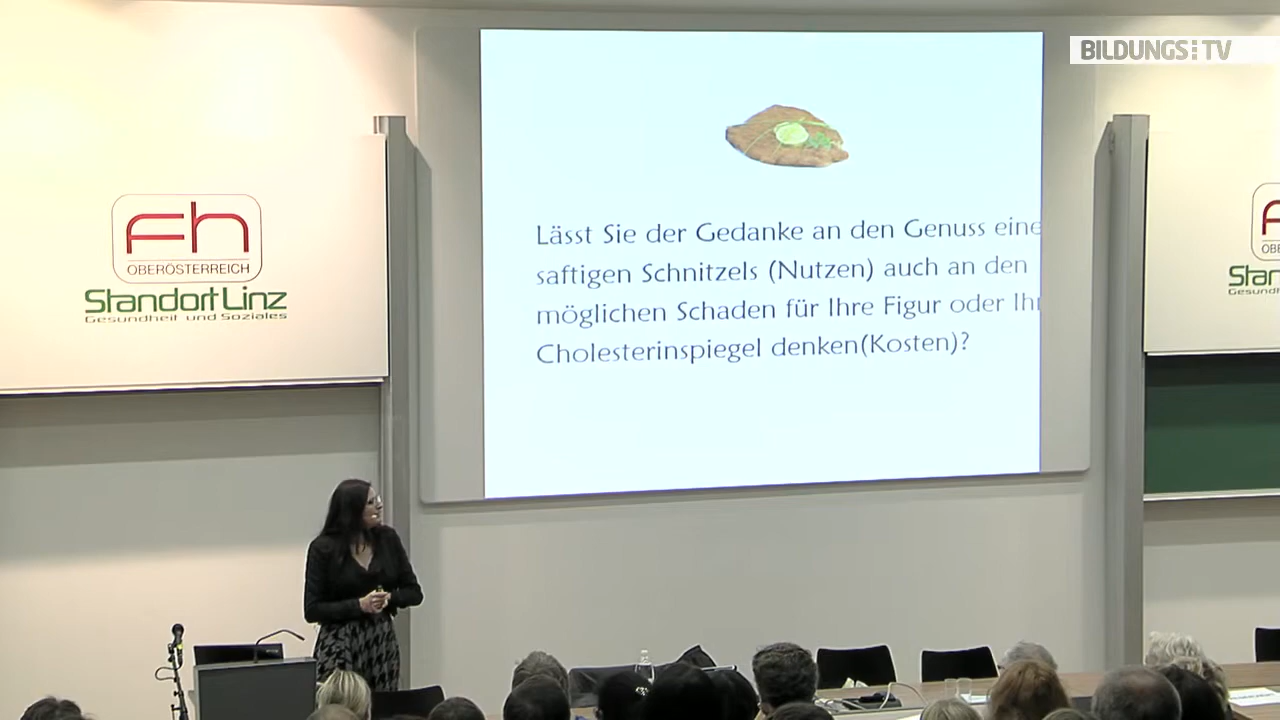 BILDUNGS TV
fh
OBERÖSTERREICH
Standort Linz
Gesundheit und Soziales
Lässt Sie der Gedanke an den Genuss eine
saftigen Schnitzels (Nutzen) auch an den
möglichen Schaden für Ihre Figur oder Ih
Cholesterinspiegel denken(Kosten)?